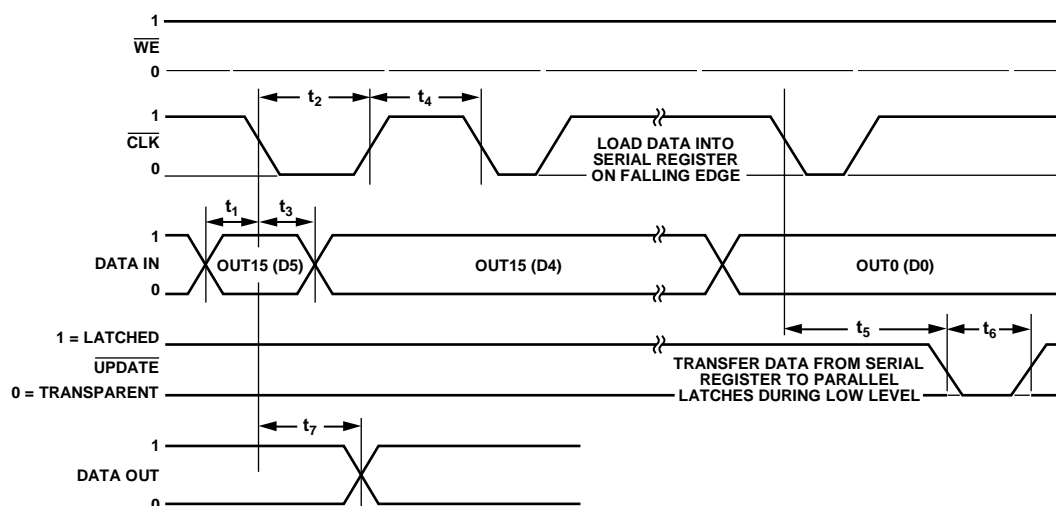 1
WE
0
t2
t4
1
CLK
0
LOAD DATA INTO
SERIAL REGISTER
ON FALLING EDGE
t1
t3
1
DATA IN
0
OUT15 (D5)
OUT15 (D4)
OUT0 (D0)
1 = LATCHED
UPDATE
0 = TRANSPARENT
t5
t6
TRANSFER DATA FROM SERIAL
REGISTER TO PARALLEL
LATCHES DURING LOW LEVEL
t7
1
DATA OUT
0